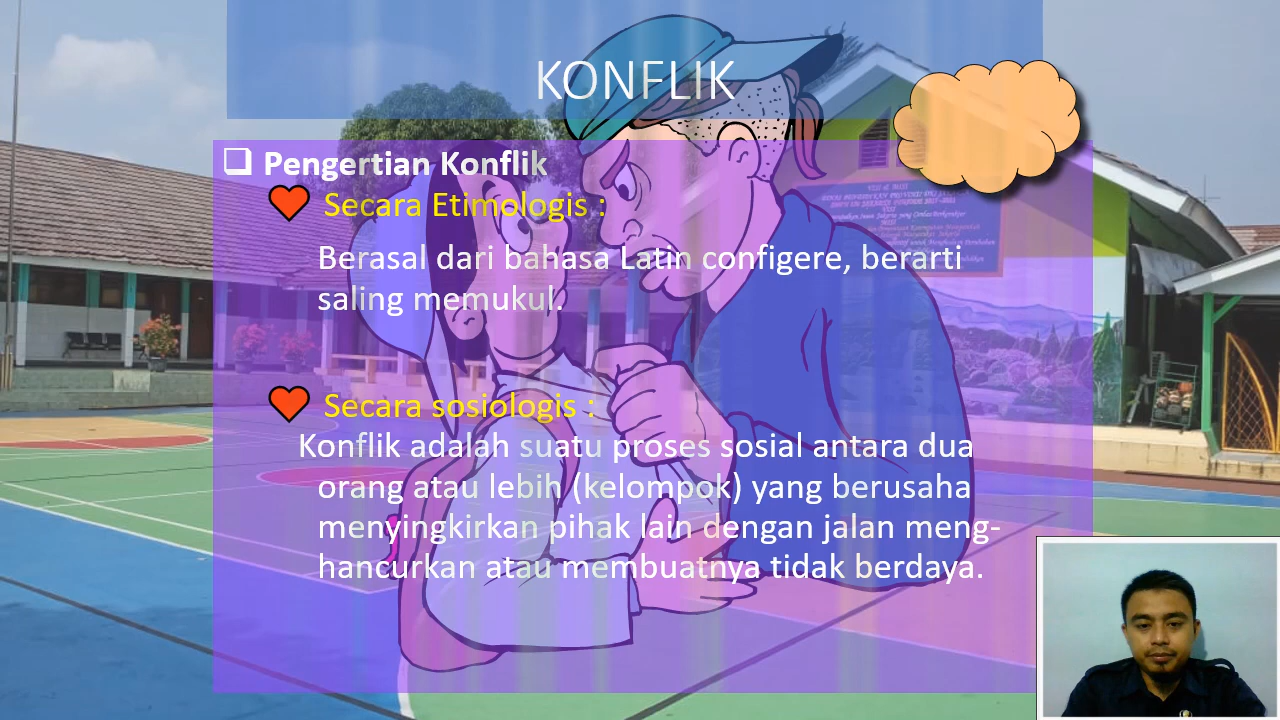 KONFLIK
Pengertian Konflik
Secara Etimologis :
Berasal dari bahasa Latin configere, berarti
saling memukul.
Secara sosiologis :
Konflik adalah suatu proses sosial antara dua
orang atau lebih (kelompok) yang berusaha
menyingkirkan pihak lain dengan jalan meng-
hancurkan atau membuatnya tidak berdaya.
VISI
MISI